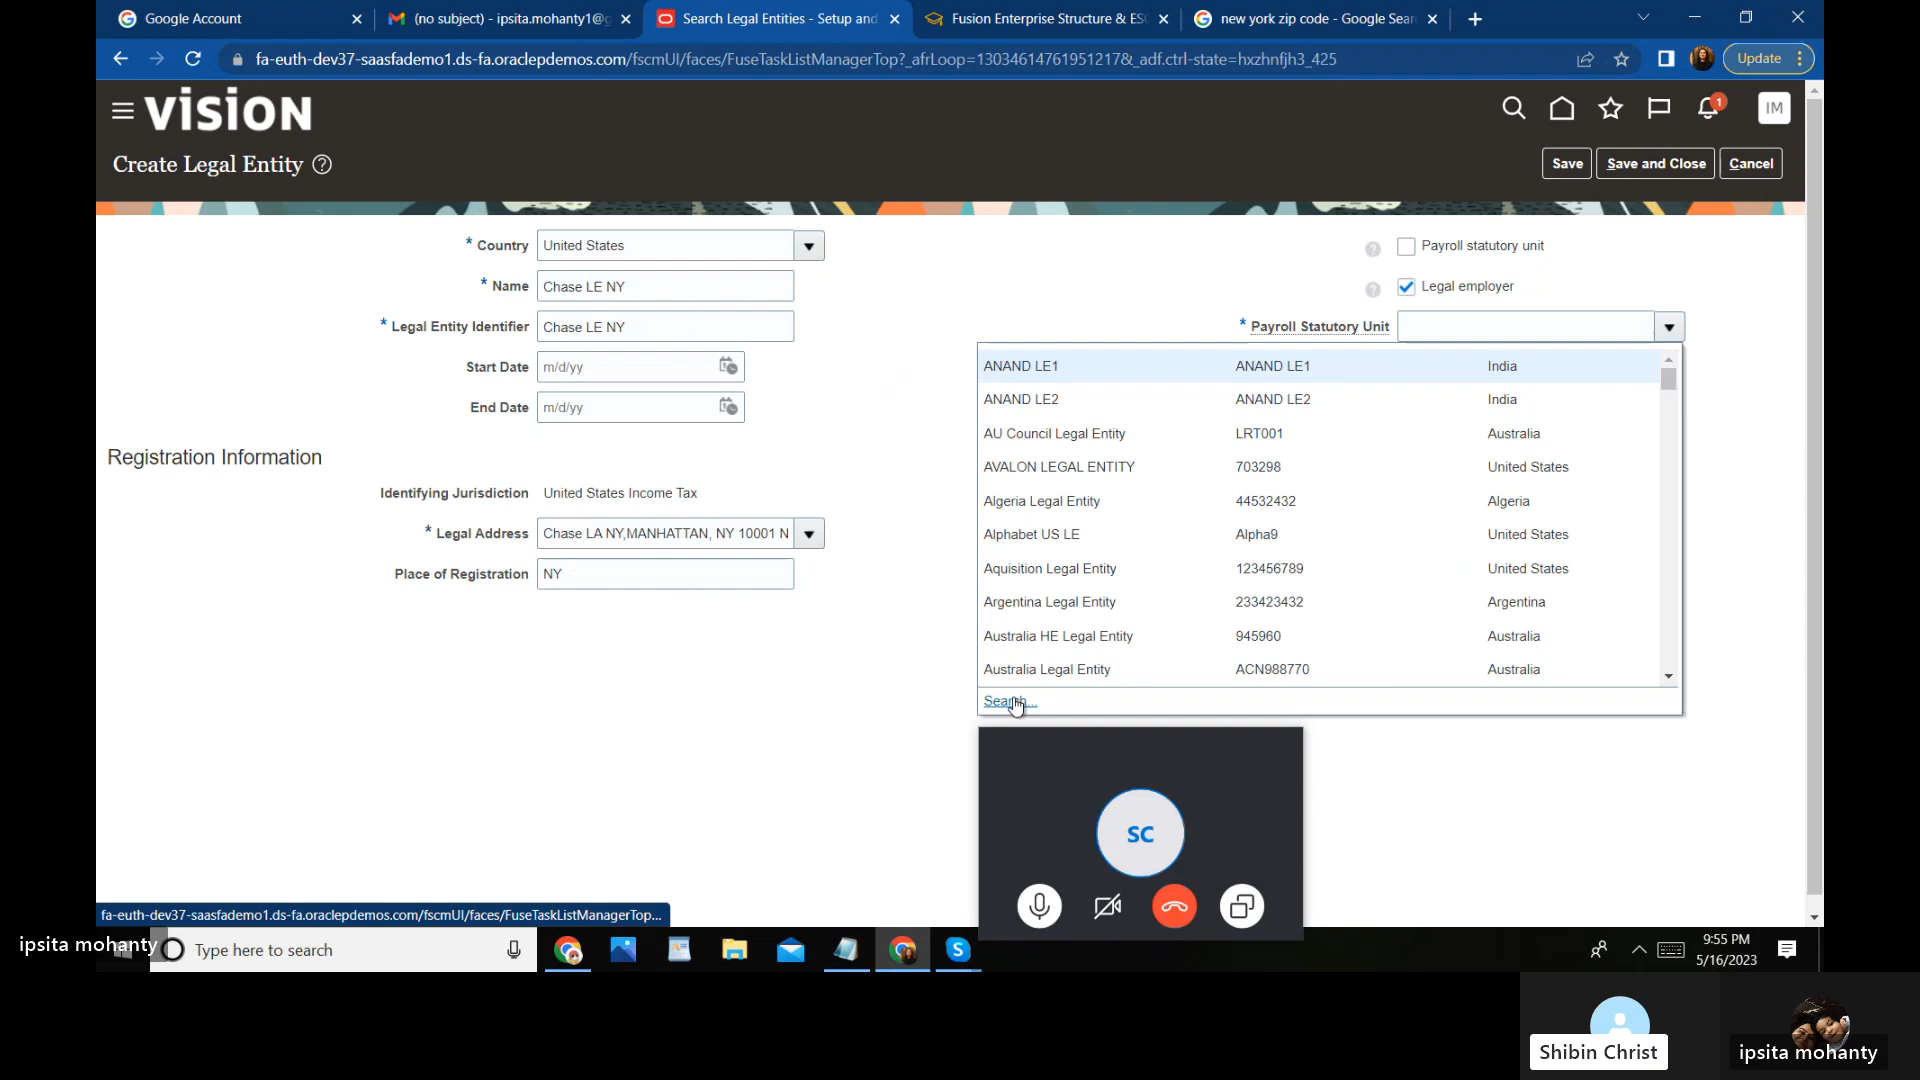 Google Account
(no subject) - ipsita.mohanty1@g
Search Legal Entities - Setup and
Fusion Enterprise Structure & ES
new york zip code - Google Sear
fa-euth-dev37-saasfademo1.ds-fa.oraclepdemos.com/fscmUI/faces/FuseTaskListManagerTop?_afrLoop=13034614761951217&_adf.ctrl-state=hxzhnfjh3_425
Update
VISION
1
IM
Create Legal Entity ?
Save
Save and Close
Cancel
* Country United States
* Name Chase LE NY
* Legal Entity Identifier Chase LE NY
Start Date m/d/yy
End Date m/d/yy
Payroll statutory unit
Legal employer
* Payroll Statutory Unit
ANAND LE1 ANAND LE1 India
ANAND LE2 ANAND LE2 India
AU Council Legal Entity LRT001 Australia
AVALON LEGAL ENTITY 703298 United States
Algeria Legal Entity 44532432 Algeria
Alphabet US LE Alpha9 United States
Aquisition Legal Entity 123456789 United States
Argentina Legal Entity 233423432 Argentina
Australia HE Legal Entity 945960 Australia
Australia Legal Entity ACN988770 Australia
Search...
Registration Information
Identifying Jurisdiction United States Income Tax
* Legal Address Chase LA NY,MANHATTAN, NY 10001 N
Place of Registration NY
SC
fa-euth-dev37-saasfademo1.ds-fa.oraclepdemos.com/fscmUI/faces/FuseTaskListManagerTop...
ipsita mohanty
Type here to search
9:55 PM
5/16/2023
Shibin Christ
ipsita mohanty